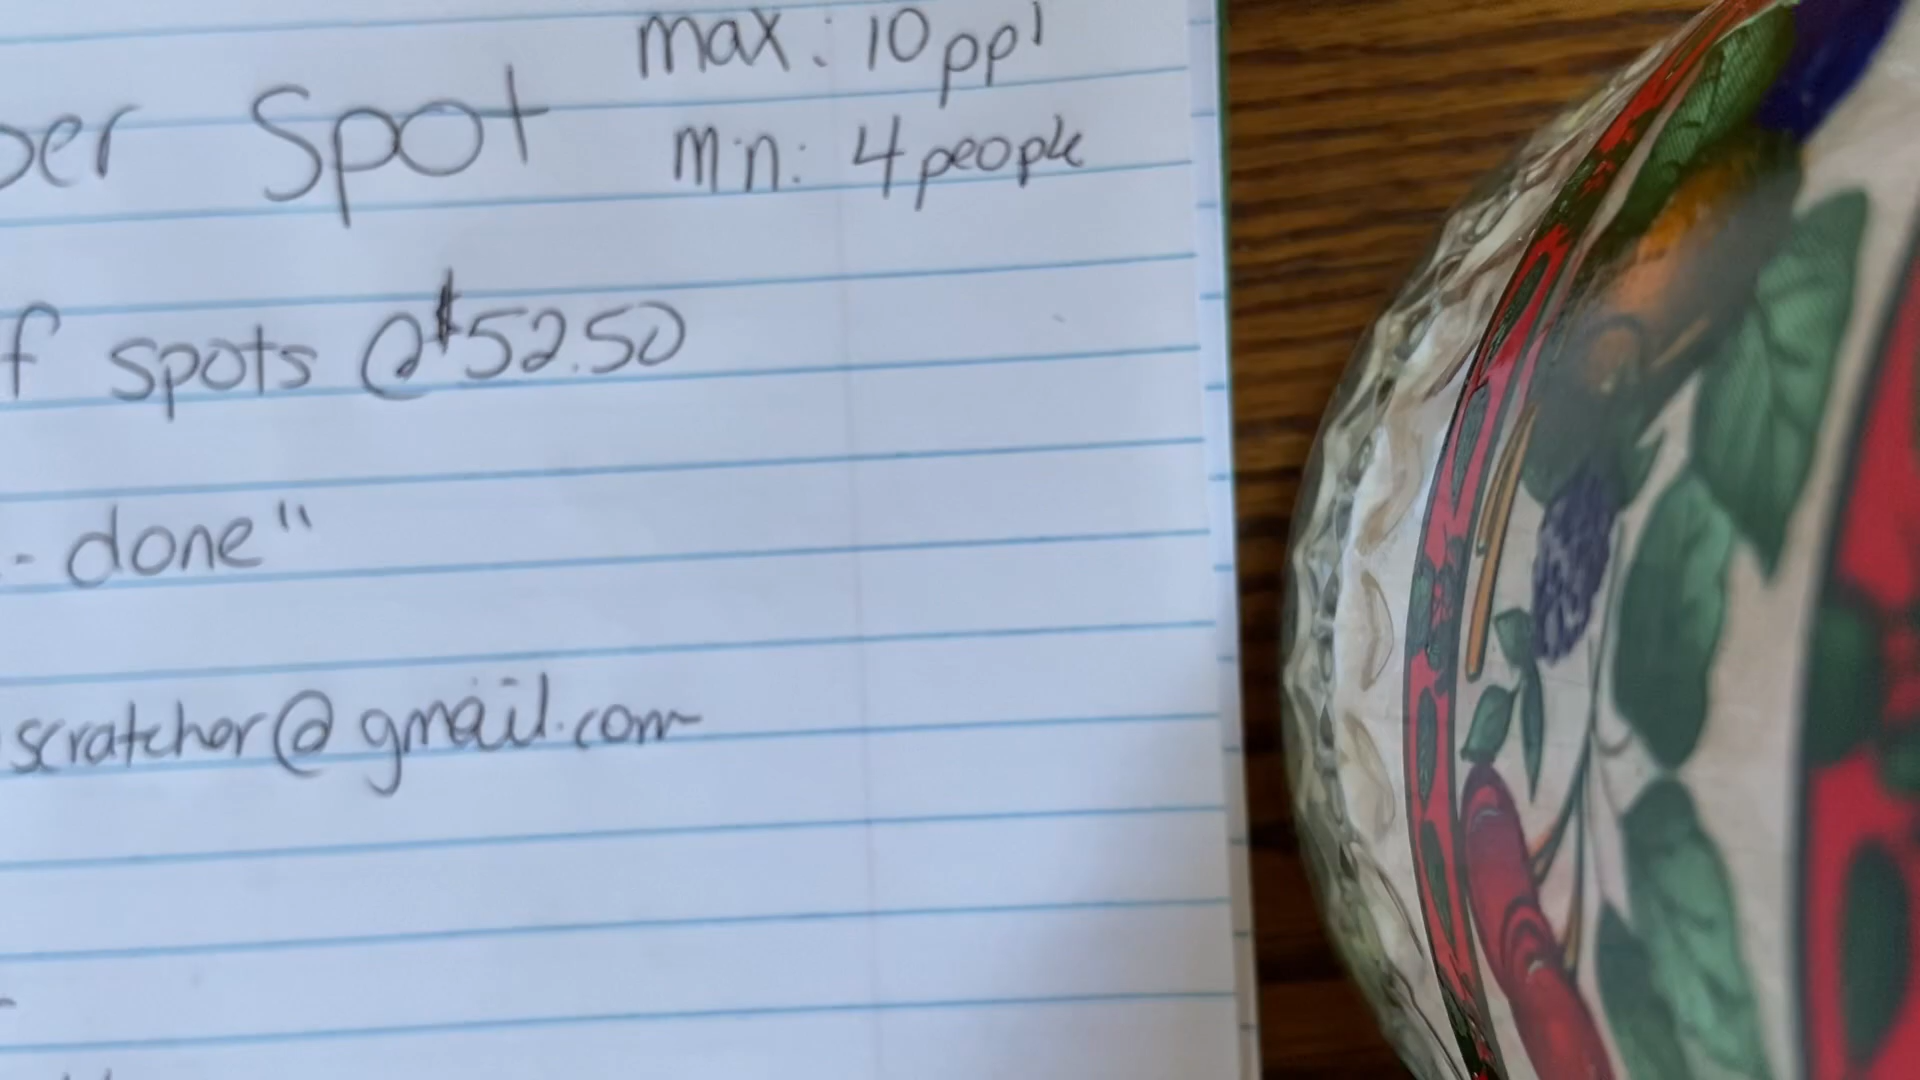 max: 10 ppl
per Spot
min: 4 people
f spots @ $52.50
- done"
scratcher@gmail.com